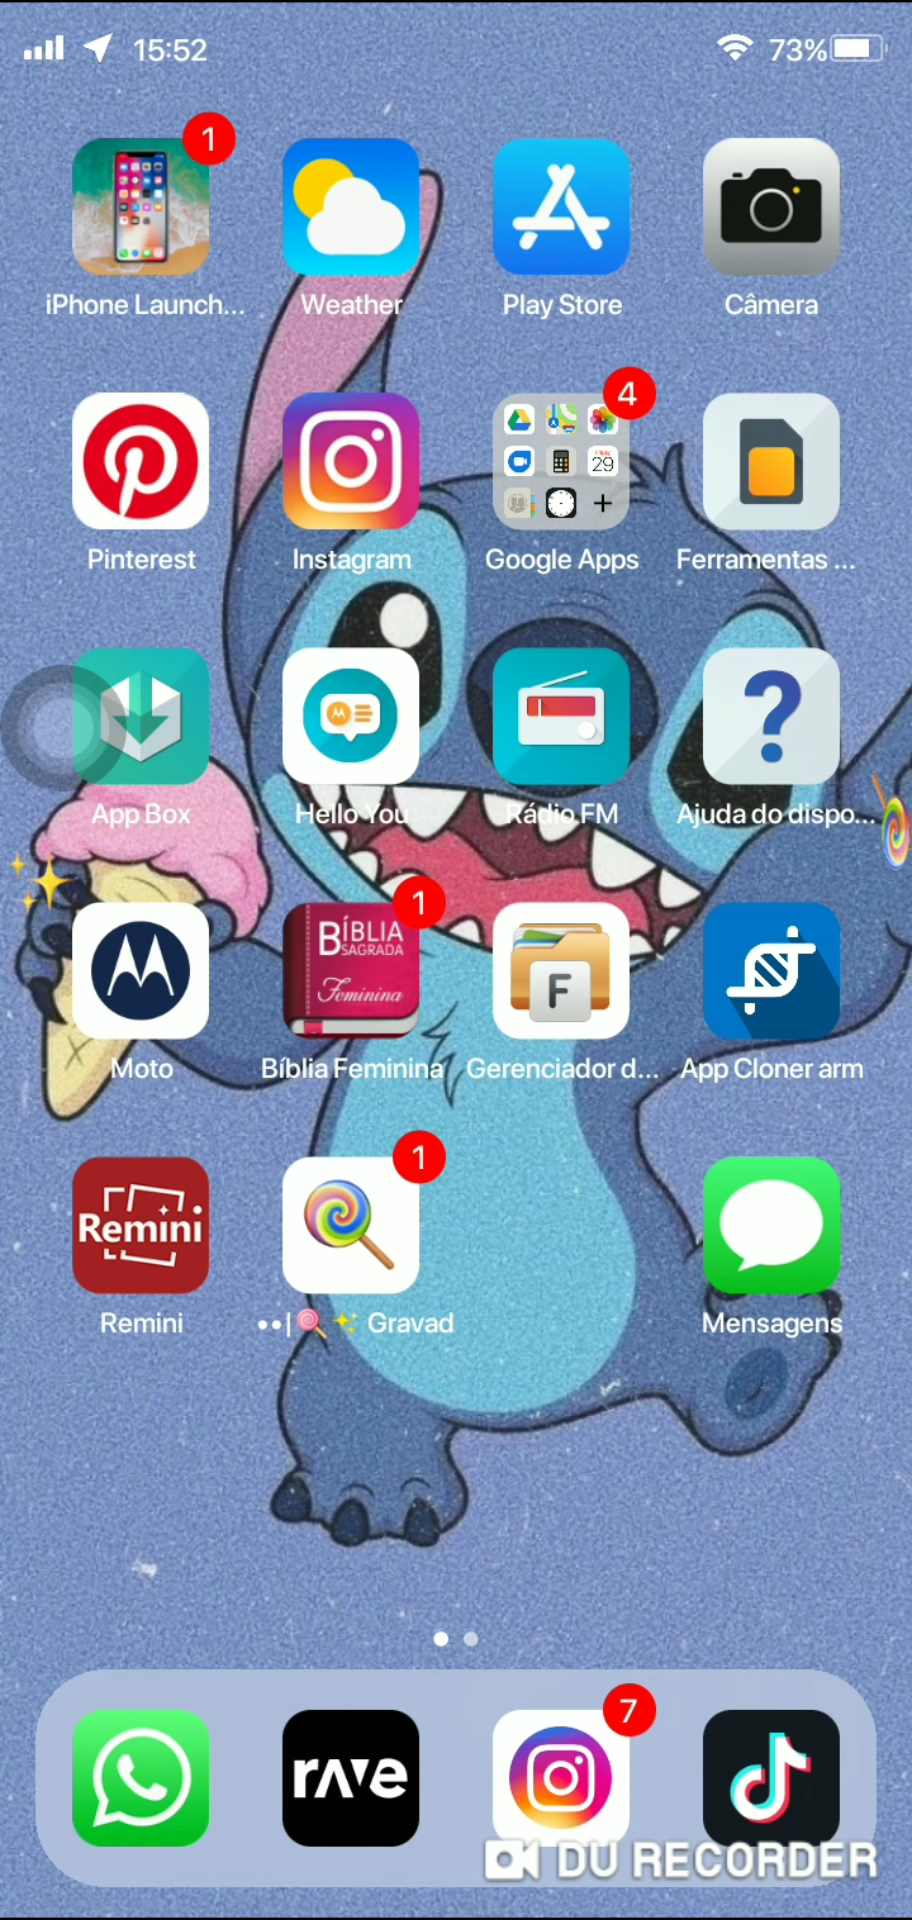 15:52 73%
1
iPhone Launch... Weather Play Store Câmera
4
29
Pinterest Instagram Google Apps Ferramentas ...
App Box Hello You Rádio FM Ajuda do dispo...
1
BÍBLIA
SAGRADA
Feminina
F
Moto Bíblia Feminina Gerenciador d... App Cloner arm
1
Remini
Remini ••|🍭 ✨ Gravad Mensagens
7
rave
DU RECORDER